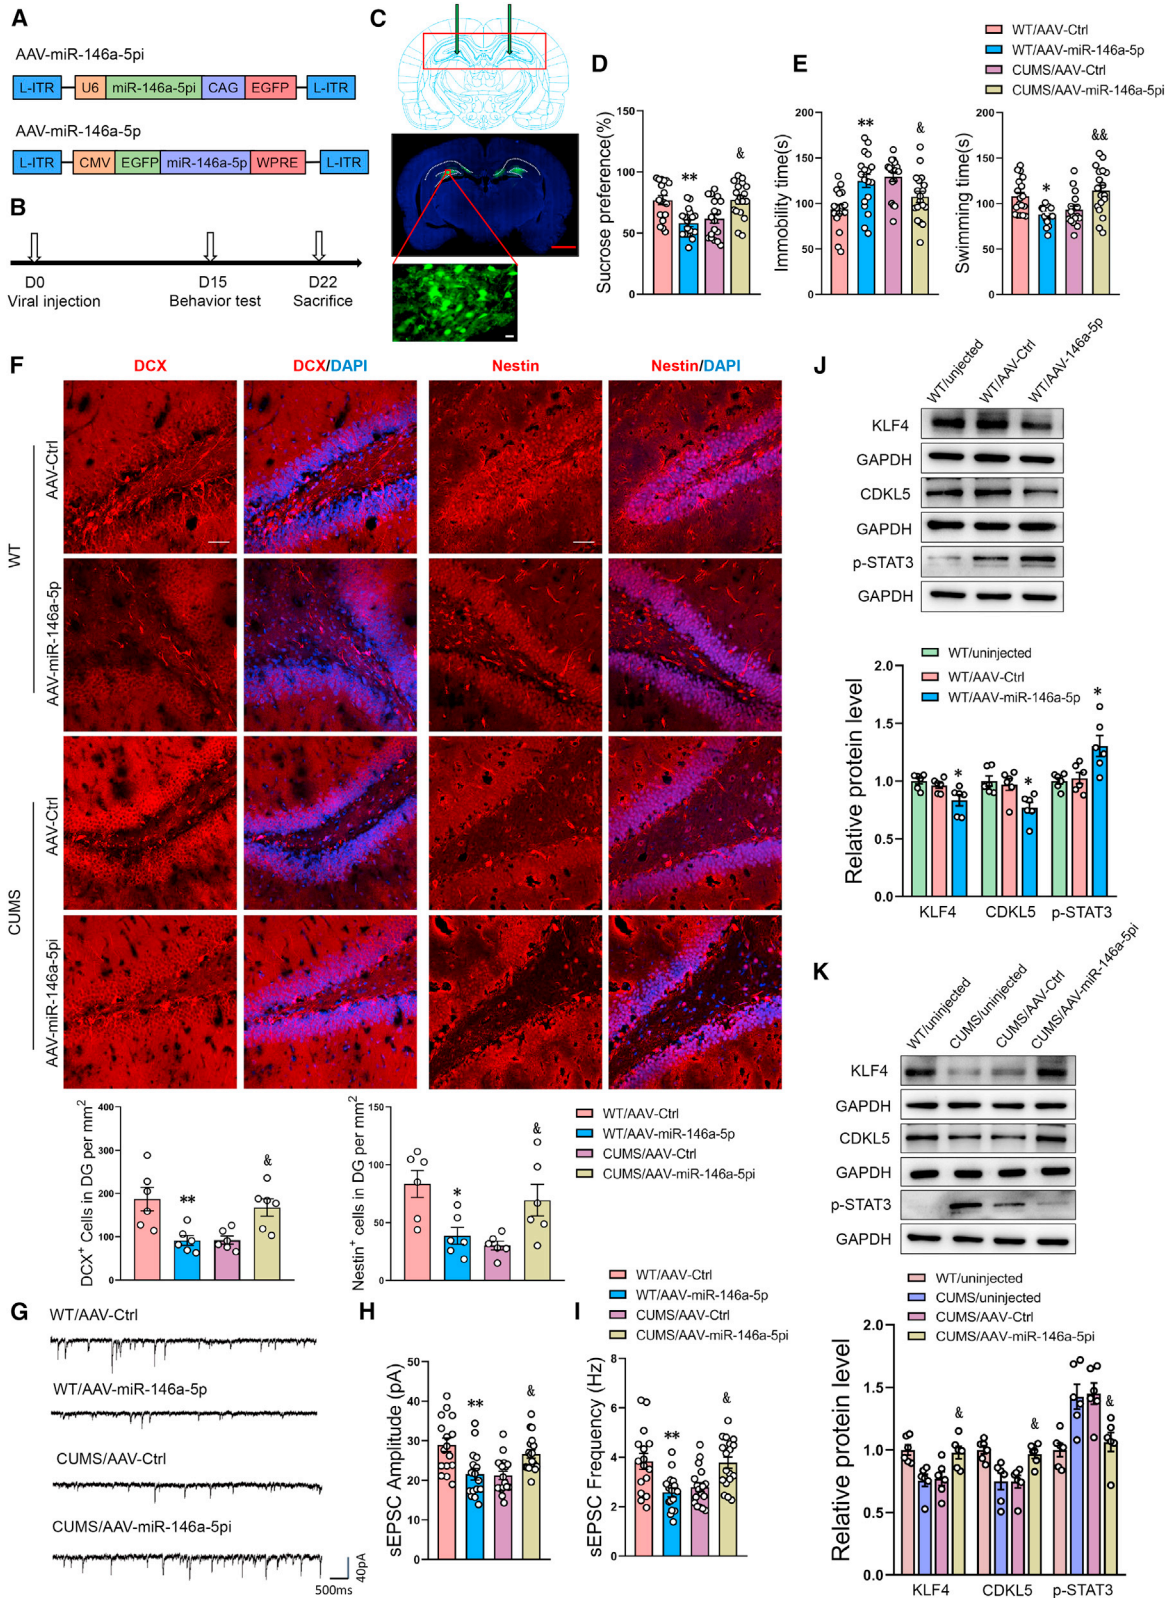 A
AAV-miR-146a-5pi
L-ITR U6 miR-146a-5pi CAG EGFP L-ITR
AAV-miR-146a-5p
L-ITR CMV EGFP miR-146a-5p WPRE L-ITR
B
D0 D15 D22
Viral injection Behavior test Sacrifice
C
D
Sucrose preference(%)
150
100
50
0
**
&
E
WT/AAV-Ctrl
WT/AAV-miR-146a-5p
CUMS/AAV-Ctrl
CUMS/AAV-miR-146a-5pi
Immobility time(s)
200
150
100
50
0
**
&
Swimming time(s)
200
150
100
50
0
*
&&
F
DCX DCX/DAPI Nestin Nestin/DAPI
WT
AAV-Ctrl
AAV-miR-146a-5p
CUMS
AAV-Ctrl
AAV-miR-146a-5pi
DCX+ Cells in DG per mm2
400
300
200
100
0
**
&
Nestin+ cells in DG per mm2
150
100
50
0
*
&
WT/AAV-Ctrl
WT/AAV-miR-146a-5p
CUMS/AAV-Ctrl
CUMS/AAV-miR-146a-5pi
G
WT/AAV-Ctrl
WT/AAV-miR-146a-5p
CUMS/AAV-Ctrl
CUMS/AAV-miR-146a-5pi
40pA
500ms
H
sEPSC Amplitude (pA)
50
40
30
20
10
0
**
&
WT/AAV-Ctrl
WT/AAV-miR-146a-5p
CUMS/AAV-Ctrl
CUMS/AAV-miR-146a-5pi
I
sEPSC Frequency (Hz)
8
6
4
2
0
**
&
J
WT/unjected WT/AAV-Ctrl WT/AAV-146a-5p
KLF4
GAPDH
CDKL5
GAPDH
p-STAT3
GAPDH
WT/uninjected
WT/AAV-Ctrl
WT/AAV-miR-146a-5p
Relative protein level
2.0
1.5
1.0
0.5
0.0
* * *
KLF4 CDKL5 p-STAT3
K
WT/uninjected CUMS/uninjected CUMS/AAV-Ctrl CUMS/AAV-miR-146a-5pi
KLF4
GAPDH
CDKL5
GAPDH
p-STAT3
GAPDH
WT/uninjected
CUMS/uninjected
CUMS/AAV-Ctrl
CUMS/AAV-miR-146a-5pi
Relative protein level
2.0
1.5
1.0
0.5
0.0
& & &
KLF4 CDKL5 p-STAT3